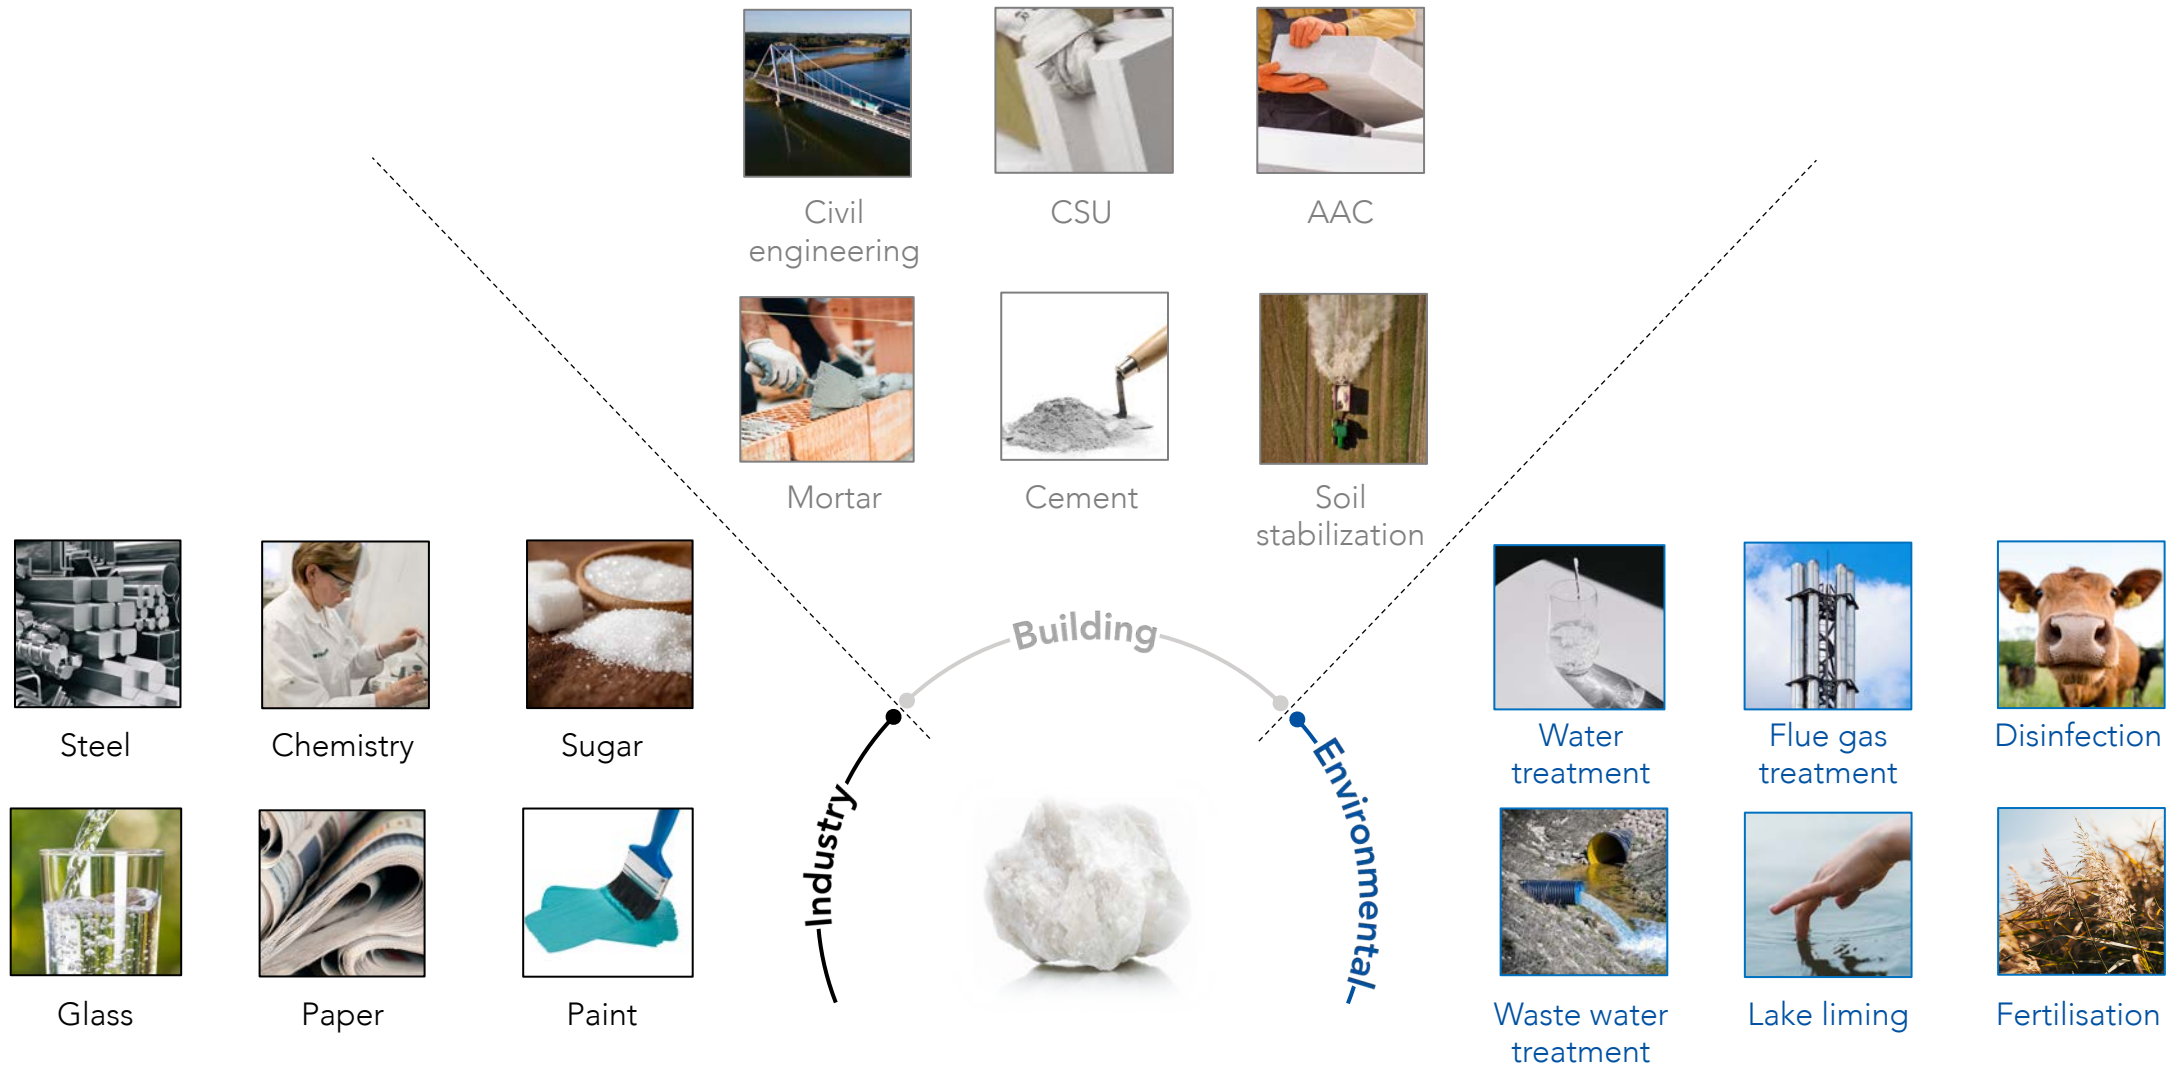 Civil
engineering
CSU
AAC
Mortar
Cement
Soil
stabilization
Building
Industry
Environmental
Steel
Chemistry
Sugar
Glass
Paper
Paint
Water
treatment
Flue gas
treatment
Disinfection
Waste water
treatment
Lake liming
Fertilisation